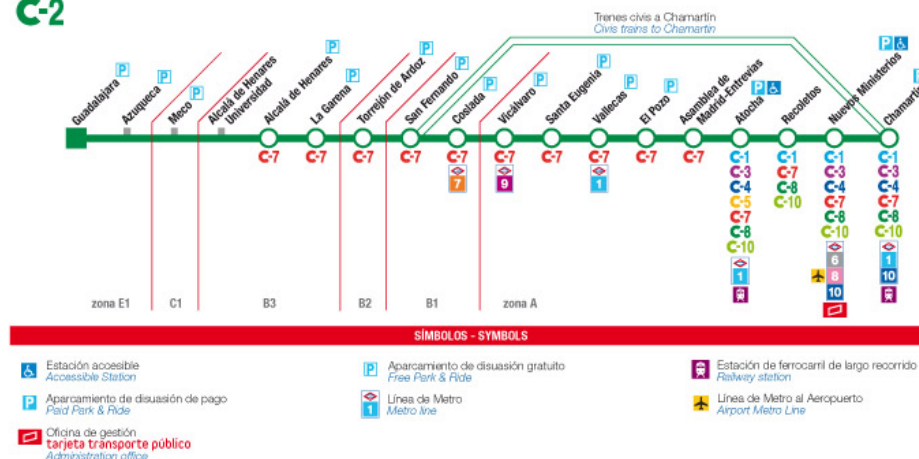 C-2
Trenes civis a Chamartín
Civis trains to Chamartin
Guadalajara
Azuqueca
Meco
Alcalá de Henares
Universidad
Alcalá de Henares
La Garena
Torrejón de Ardoz
San Fernando
Coslada
Vicálvaro
Santa Eugenia
Vallecas
El Pozo
Asamblea de
Madrid-Entrevías
Atocha
Recoletos
Nuevos Ministerios
Chamartí
P P P P P P P P P P P P P P P
C-7 C-7 C-7 C-7 C-7 C-7 C-7 C-7 C-7 C-7 C-1 C-1 C-1 C-1
7 9 1 C-3 C-7 C-3 C-3
C-4 C-8 C-4 C-4
C-5 C-10 C-7 C-7
C-7 C-8 C-8
C-8 C-10 C-10
C-10
1 6 1
8 10
10
zona E1 C1 B3 B2 B1 zona A
SÍMBOLOS - SYMBOLS
Estación accesible
Accessible Station
P Aparcamiento de disuasión de pago
Paid Park & Ride
Oficina de gestión
tarjeta transporte público
Administration office
P Aparcamiento de disuasión gratuito
Free Park & Ride
1 Línea de Metro
Metro line
Estación de ferrocarril de largo recorrido
Railway station
Línea de Metro al Aeropuerto
Airport Metro Line